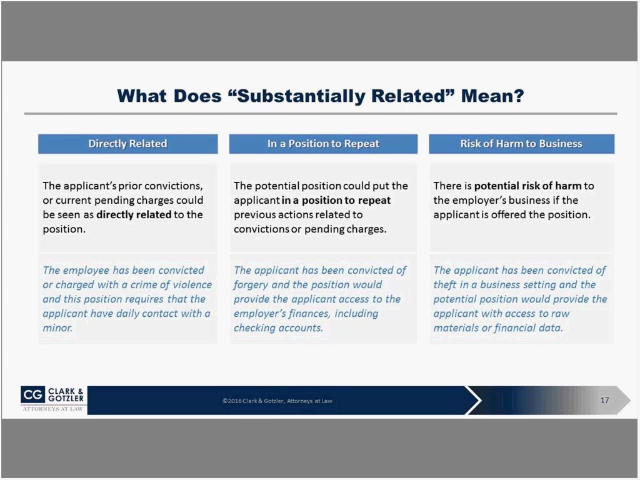 What Does “Substantially Related” Mean?
Directly Related
The applicant’s prior convictions,
or current pending charges could
be seen as directly related to the
position.
The employee has been convicted
or charged with a crime of violence
and this position requires that the
applicant have daily contact with a
minor.
In a Position to Repeat
The potential position could put the
applicant in a position to repeat
previous actions related to
convictions or pending charges.
The applicant has been convicted of
forgery and the position would
provide the applicant access to the
employer’s finances, including
checking accounts.
Risk of Harm to Business
There is potential risk of harm to
the employer’s business if the
applicant is offered the position.
The applicant has been convicted of
theft in a business setting and the
potential position would provide the
applicant with access to raw
materials or financial data.
CG CLARK &
GOTZLER
ATTORNEYS AT LAW
©2016 Clark & Gotzler, Attorneys at Law
17